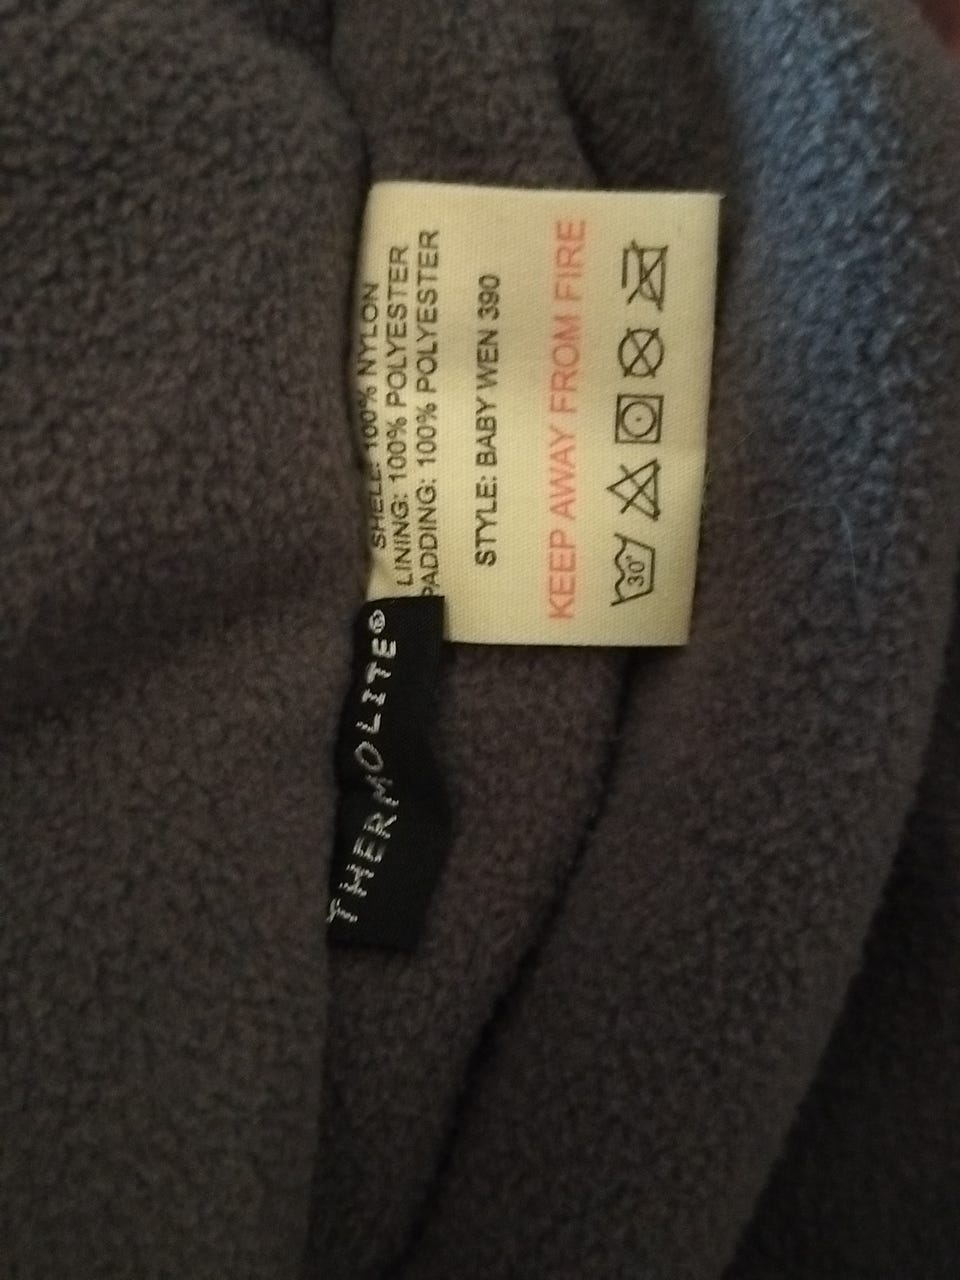 SHELL: 100% NYLON
LINING: 100% POLYESTER
PADDING: 100% POLYESTER
STYLE: BABY WEN 390
KEEP AWAY FROM FIRE
30°
THERMOLITE®